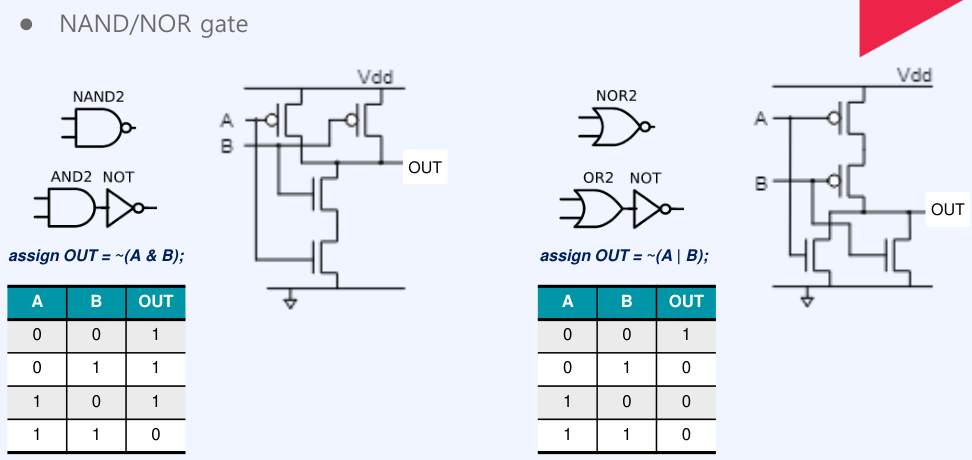 ● NAND/NOR gate
NAND2
AND2 NOT
assign OUT = ~(A & B);
A B OUT
0 0 1
0 1 1
1 0 1
1 1 0
Vdd
A
B
OUT
NOR2
OR2 NOT
assign OUT = ~(A | B);
A B OUT
0 0 1
0 1 0
1 0 0
1 1 0
Vdd
A
B
OUT